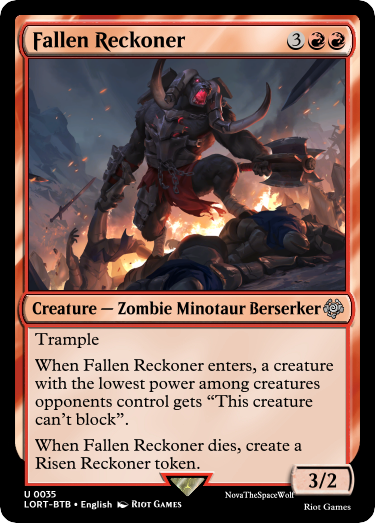 Fallen Reckoner 3
Creature — Zombie Minotaur Berserker
Trample
When Fallen Reckoner enters, a creature
with the lowest power among creatures
opponents control gets “This creature
can’t block”.
When Fallen Reckoner dies, create a
Risen Reckoner token.
3/2
U 0035
LORT-BTB • English Riot Games
NovaTheSpaceWolf
Riot Games